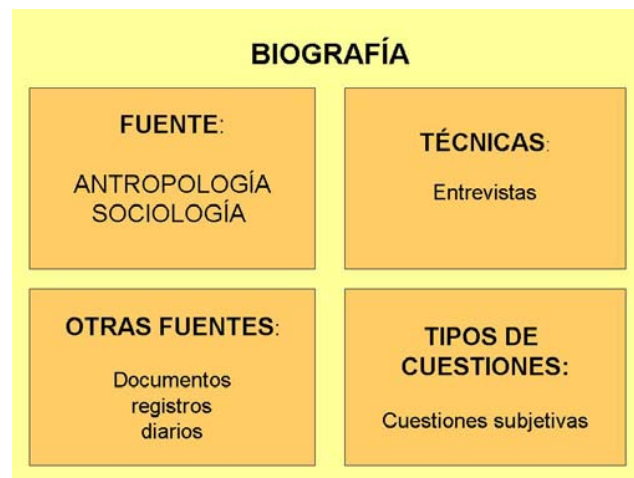 BIOGRAFÍA
FUENTE:
ANTROPOLOGÍA
SOCIOLOGÍA
TÉCNICAS:
Entrevistas
OTRAS FUENTES:
Documentos
registros
diarios
TIPOS DE
CUESTIONES:
Cuestiones subjetivas